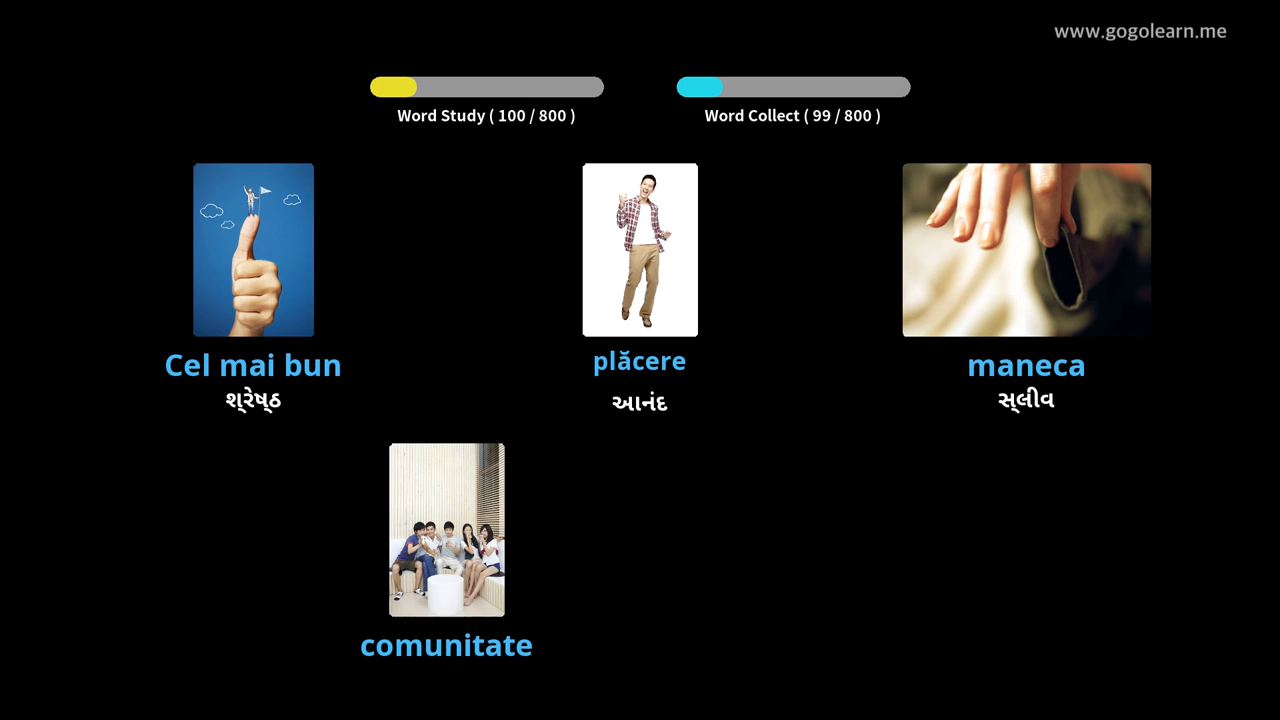 www.gogolearn.me
Word Study ( 100 / 800 )
Word Collect ( 99 / 800 )
Cel mai bun
શ્રેષ્ઠ
plăcere
આનંદ
maneca
સ્લીવ
comunitate